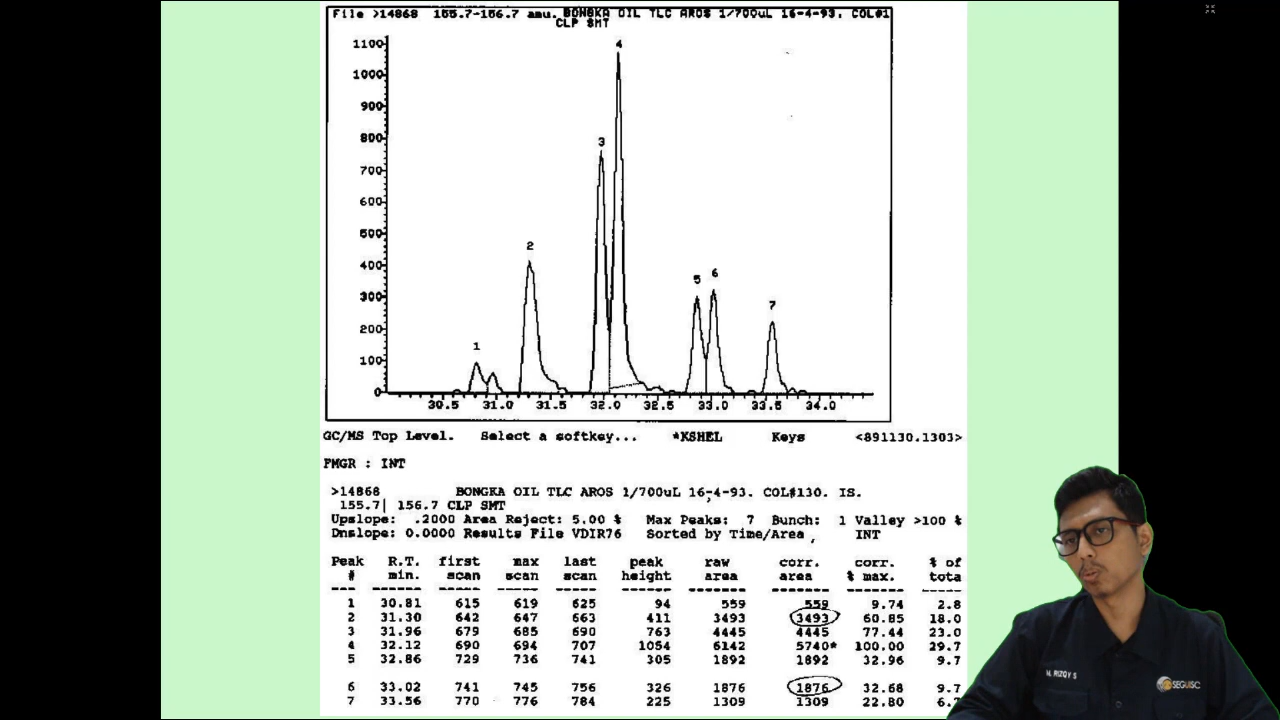 File >14868 155.7-156.7 amu. BONGKA OIL TLC AROS 1/700uL 16-4-93. COL#1
CLP SMT
1100
1000
900
800
700
600
500
400
300
200
100
0
1
2
3
4
5
6
7
30.5 31.0 31.5 32.0 32.5 33.0 33.5 34.0
GC/MS Top Level. Select a softkey... *KSHEL Keys <891130.1303>
FMGR : INT
>14868 BONGKA OIL TLC AROS 1/700uL 16-4-93. COL#130. IS.
155.7| 156.7 CLP SMT
Upslope: .2000 Area Reject: 5.00 % Max Peaks: 7 Bunch: 1 Valley >100 %
Dnslope: 0.0000 Results File VDIR76 Sorted by Time/Area INT
Peak R.T. first max last peak raw corr. corr. % of
# min. scan scan scan height area area % max. tota
1 30.81 615 619 625 94 559 559 9.74 2.8
2 31.30 642 647 663 411 3493 3493 60.85 18.0
3 31.96 679 685 690 763 4445 4445 77.44 23.0
4 32.12 690 694 707 1054 6142 5740* 100.00 29.7
5 32.86 729 736 741 305 1892 1892 32.96 9.7
6 33.02 741 745 756 326 1876 1876 32.68 9.7
7 33.56 770 776 784 225 1309 1309 22.80 6.7
M. RIZQY S
SEGUISC